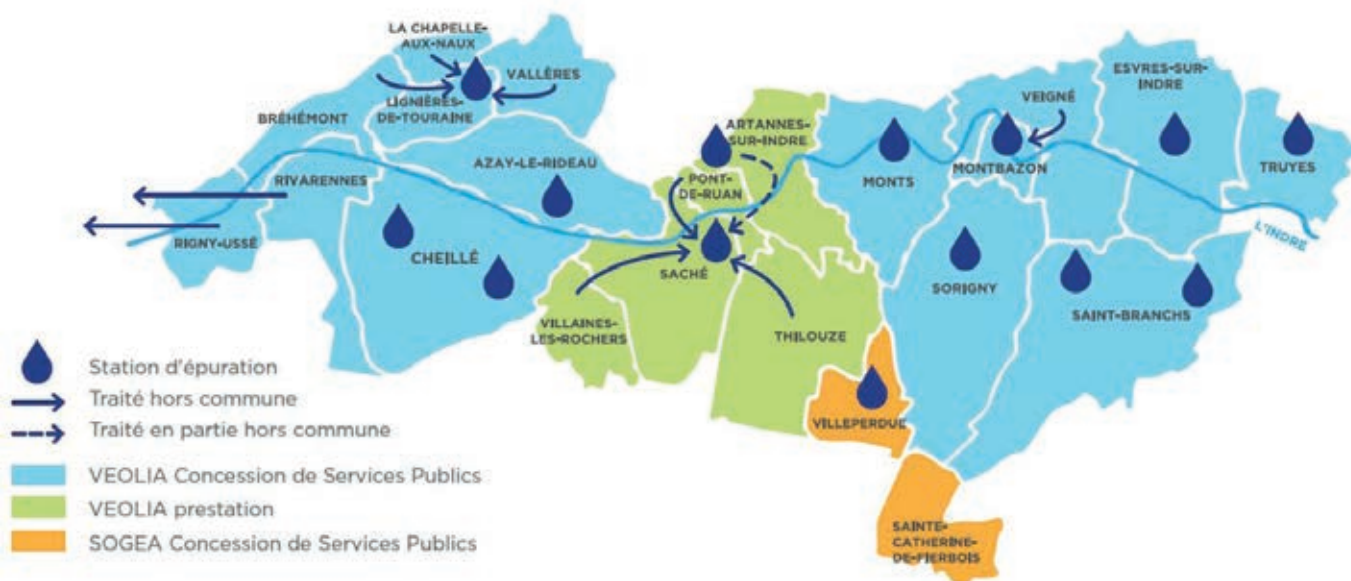 LA CHAPELLE-
AUX-NAUX
VALLÈRES
LIGNIÈRES-
DE-TOURAINE
BRÉHÉMONT
RIVARENNES
RIGNY-USSÉ
AZAY-LE-RIDEAU
CHEILLÉ
ARTANNES-
SUR-INDRE
PONT-
DE-RUAN
SACHÉ
VILLAINES-
LES-ROCHERS
THILOUZE
MONTS
VEIGNÉ
MONTBAZON
ESVRES-SUR-
INDRE
TRUYES
L'INDRE
SORIGNY
SAINT-BRANCHS
VILLEPERDUE
SAINTE-
CATHERINE-
DE-FIERBOIS
Station d'épuration
Traité hors commune
Traité en partie hors commune
VEOLIA Concession de Services Publics
VEOLIA prestation
SOGEA Concession de Services Publics